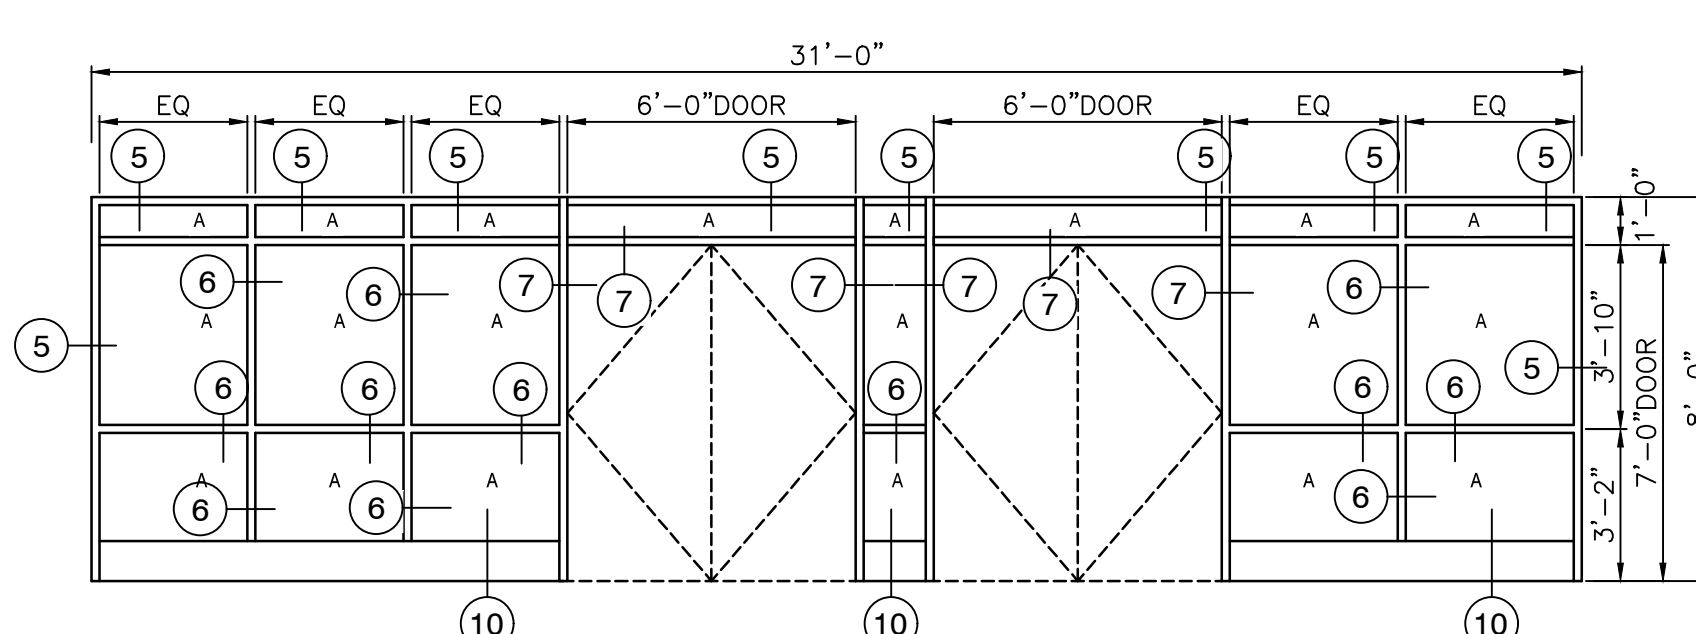 31'-0"
EQ EQ EQ 6'-0"DOOR 6'-0"DOOR EQ EQ
5 5 5 5 5 5 5 5
1'-0"
A A A A A A A A
6 6 7 7 7 7 7 7 6
A A A A A A
5 5
3'-10"
6 6 6 6 6 6
7'-0"DOOR
8'-0"
A A A A A A
6 6 6
3'-2"
10 10 10